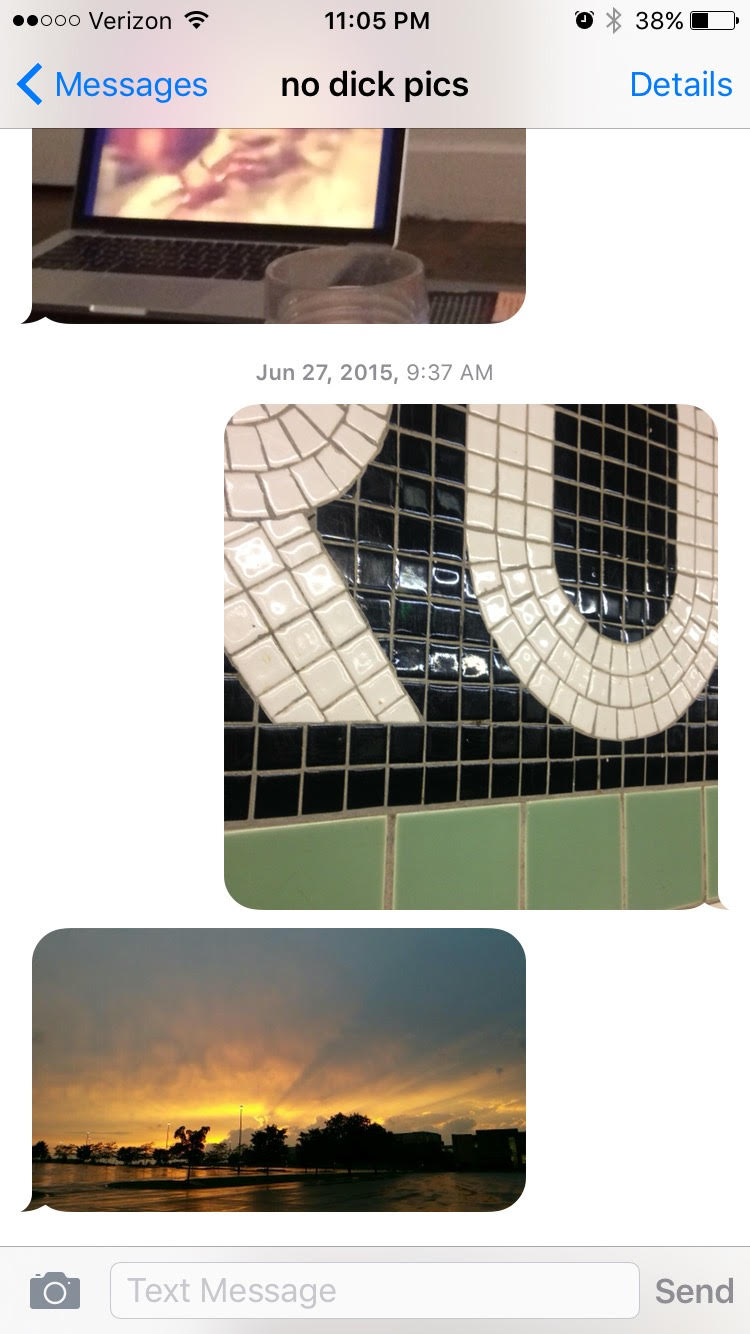 Verizon 11:05 PM 38%
Messages no dick pics Details
Jun 27, 2015, 9:37 AM
RU
Text Message Send